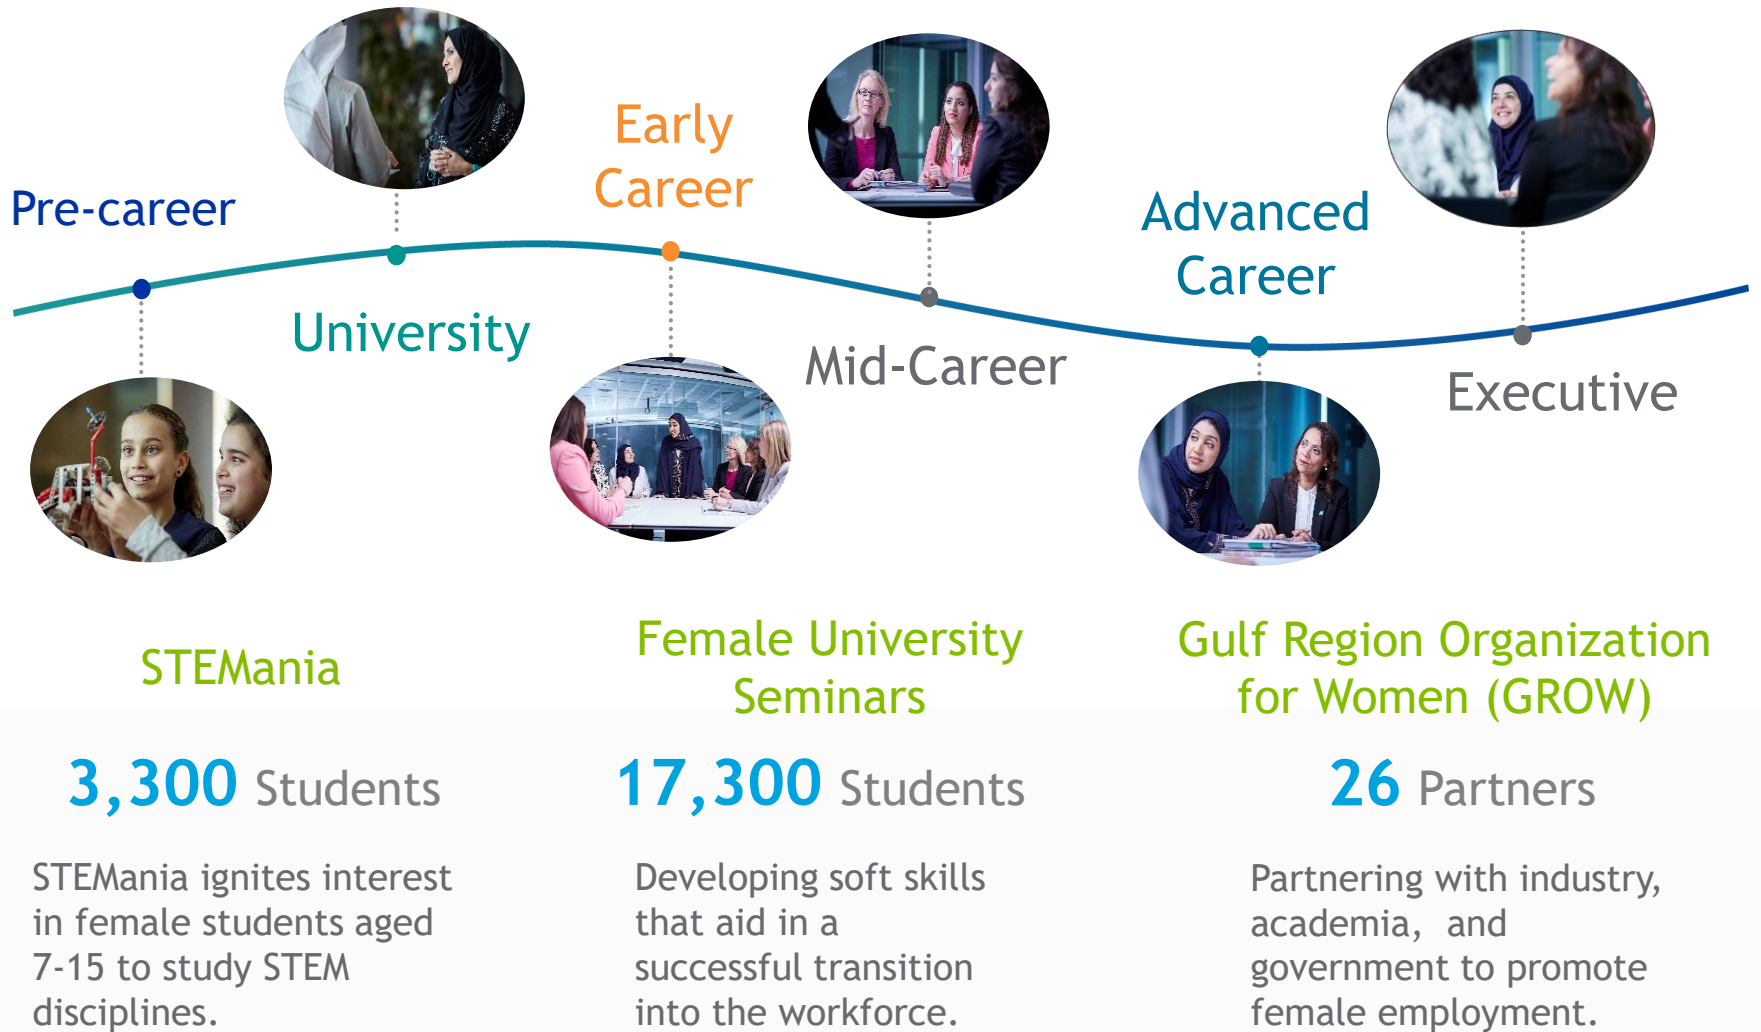 Pre-career
University
Early
Career
Mid-Career
Advanced
Career
Executive
STEMania
3,300 Students
STEMania ignites interest
in female students aged
7-15 to study STEM
disciplines.
Female University
Seminars
17,300 Students
Developing soft skills
that aid in a
successful transition
into the workforce.
Gulf Region Organization
for Women (GROW)
26 Partners
Partnering with industry,
academia,  and
government to promote
female employment.